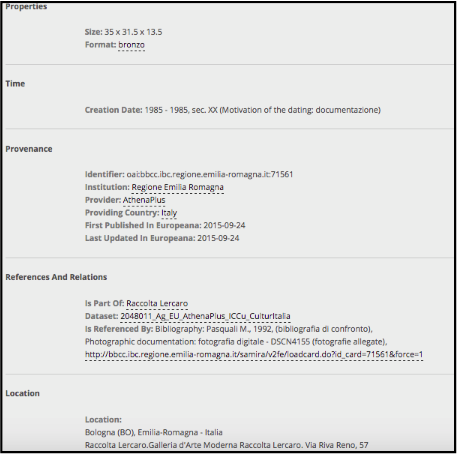 Properties
Size: 35 x 31.5 x 13.5
Format: bronzo
Time
Creation Date: 1985 - 1985, sec. XX (Motivation of the dating: documentazione)
Provenance
Identifier: oai:bbcc.ibc.regione.emilia-romagna.it:71561
Institution: Regione Emilia Romagna
Provider: AthenaPlus
Providing Country: Italy
First Published In Europeana: 2015-09-24
Last Updated In Europeana: 2015-09-24
References And Relations
Is Part Of: Raccolta Lercaro
Dataset: 2048011_Ag_EU_AthenaPlus_ICCu_CulturItalia
Is Referenced By: Bibliography: Pasquali M., 1992, (bibliografia di confronto),
Photographic documentation: fotografia digitale - DSCN4155 (fotografie allegate),
http://bbcc.ibc.regione.emilia-romagna.it/samira/v2fe/loadcard.do?id_card=71561&force=1
Location
Location:
Bologna (BO), Emilia-Romagna - Italia
Raccolta Lercaro.Galleria d'Arte Moderna Raccolta Lercaro. Via Riva Reno, 57